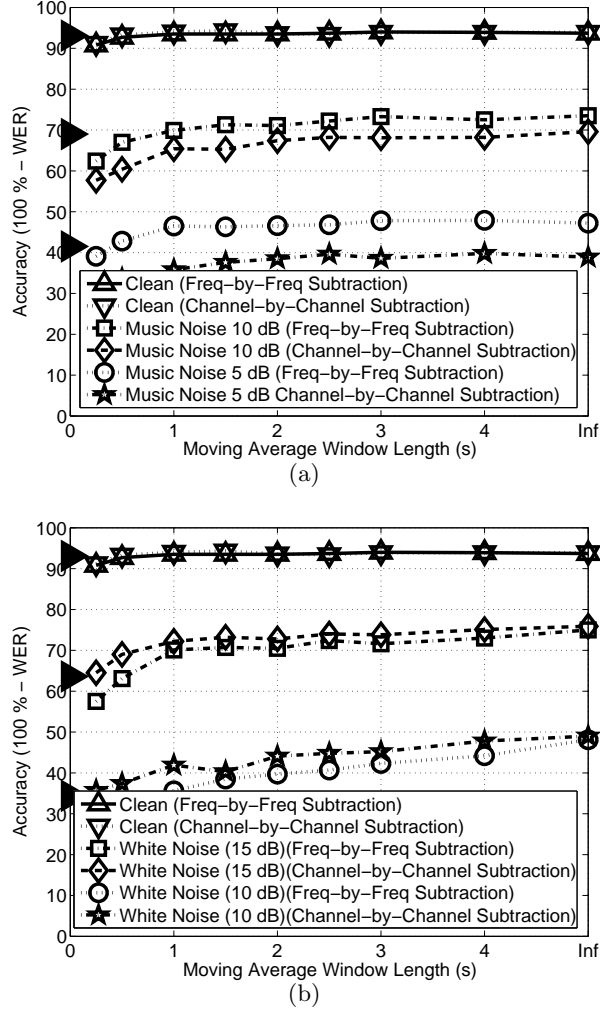 100
90
80
70
60
50
40
30
20
10
0
Accuracy (100 % – WER)
Clean (Freq–by–Freq Subtraction)
Clean (Channel–by–Channel Subtraction)
Music Noise 10 dB (Freq–by–Freq Subtraction)
Music Noise 10 dB (Channel–by–Channel Subtraction)
Music Noise 5 dB (Freq–by–Freq Subtraction)
Music Noise 5 dB Channel–by–Channel Subtraction)
0 1 2 3 4 Inf
Moving Average Window Length (s)
(a)
100
90
80
70
60
50
40
30
20
10
0
Accuracy (100 % – WER)
Clean (Freq–by–Freq Subtraction)
Clean (Channel–by–Channel Subtraction)
White Noise (15 dB)(Freq–by–Freq Subtraction)
White Noise (15 dB)(Channel–by–Channel Subtraction)
White Noise (10 dB)(Freq–by–Freq Subtraction)
White Noise (10 dB)(Channel–by–Channel Subtraction)
0 1 2 3 4 Inf
Moving Average Window Length (s)
(b)